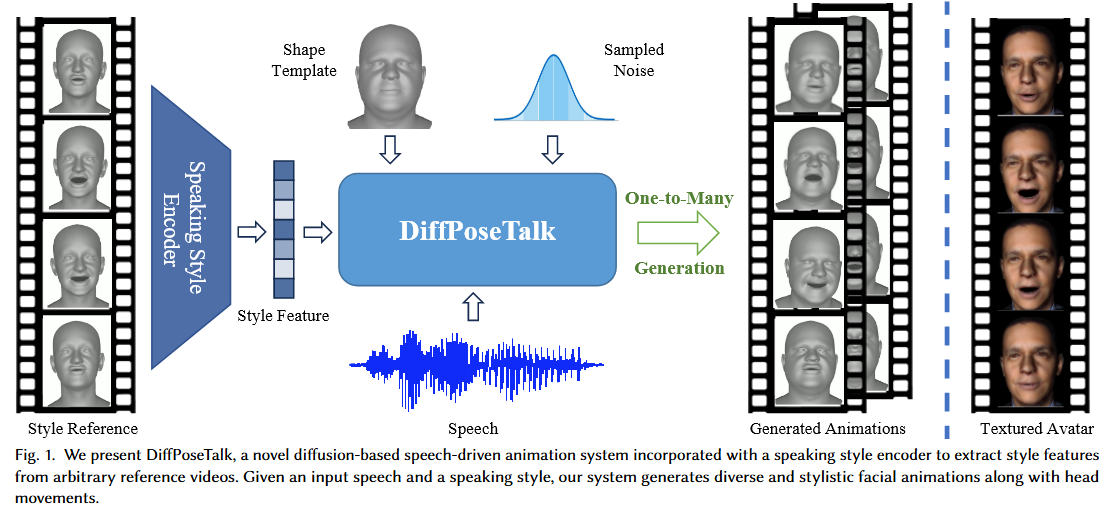 Shape
Template
Sampled
Noise
Speaking Style
Encoder
DiffPoseTalk
One-to-Many
Generation
Style Feature
Style Reference
Speech
Generated Animations
Textured Avatar
Fig. 1. We present DiffPoseTalk, a novel diffusion-based speech-driven animation system incorporated with a speaking style encoder to extract style features
from arbitrary reference videos. Given an input speech and a speaking style, our system generates diverse and stylistic facial animations along with head
movements.